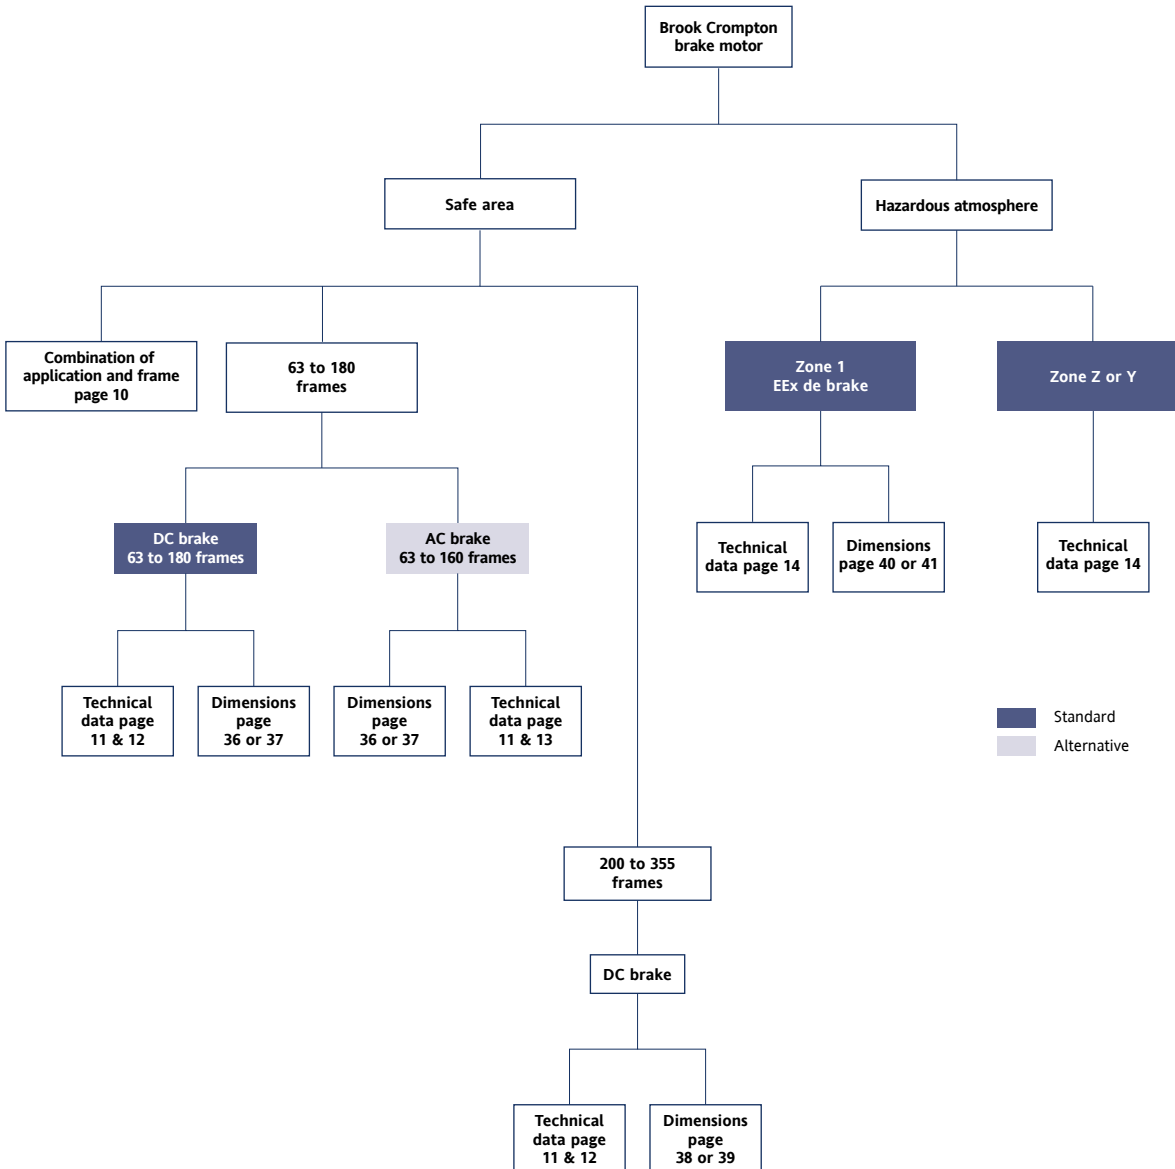 Brook Crompton
brake motor
Safe area
Hazardous atmosphere
Combination of
application and frame
page 10
63 to 180
frames
Zone 1
EEx de brake
Zone Z or Y
DC brake
63 to 180 frames
AC brake
63 to 160 frames
Technical
data page 14
Dimensions
page 40 or 41
Technical
data page 14
Technical
data page
11 & 12
Dimensions
page
36 or 37
Dimensions
page
36 or 37
Technical
data page
11 & 13
Standard
Alternative
200 to 355
frames
DC brake
Technical
data page
11 & 12
Dimensions
page
38 or 39